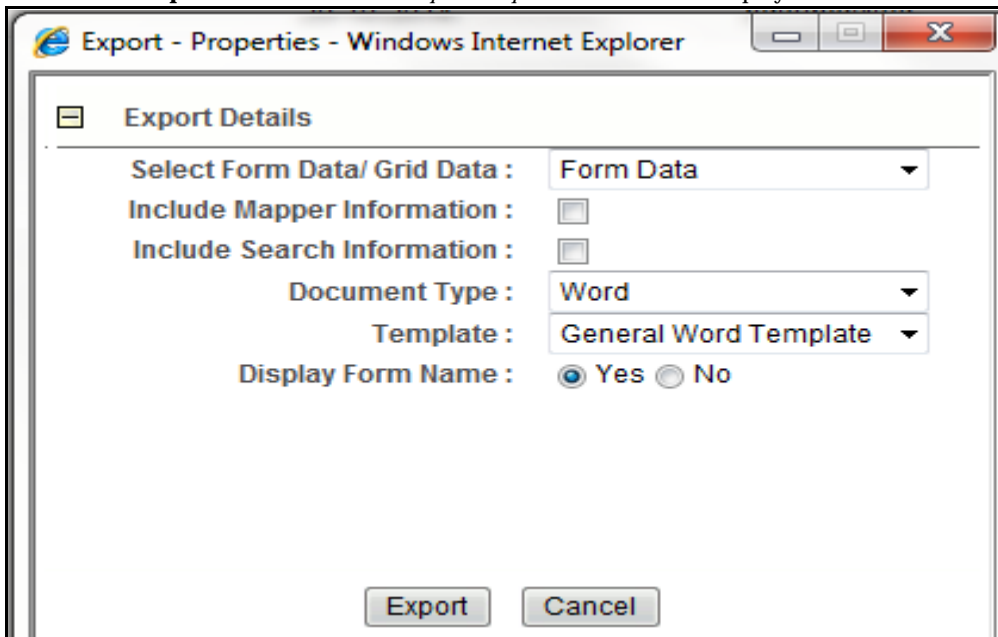 Export - Properties - Windows Internet Explorer
Export Details
Select Form Data/ Grid Data : Form Data
Include Mapper Information :
Include Search Information :
Document Type : Word
Template : General Word Template
Display Form Name : Yes No
Export Cancel